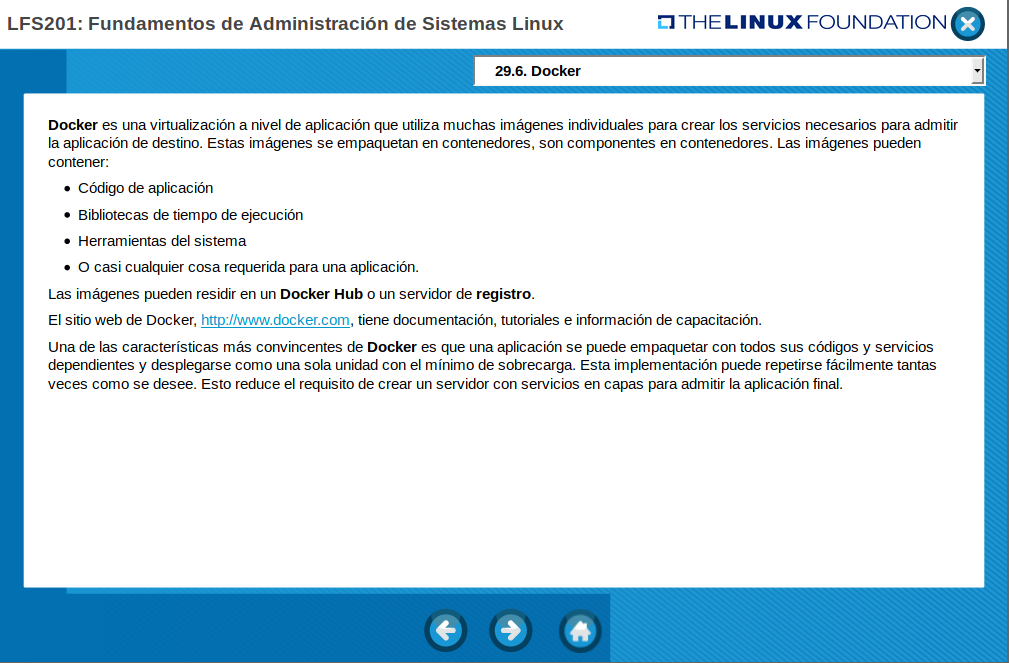 LFS201: Fundamentos de Administración de Sistemas Linux
THE LINUX FOUNDATION
29.6. Docker
Docker es una virtualización a nivel de aplicación que utiliza muchas imágenes individuales para crear los servicios necesarios para admitir
la aplicación de destino. Estas imágenes se empaquetan en contenedores, son componentes en contenedores. Las imágenes pueden
contener:
• Código de aplicación
• Bibliotecas de tiempo de ejecución
• Herramientas del sistema
• O casi cualquier cosa requerida para una aplicación.
Las imágenes pueden residir en un Docker Hub o un servidor de registro.
El sitio web de Docker, http://www.docker.com, tiene documentación, tutoriales e información de capacitación.
Una de las características más convincentes de Docker es que una aplicación se puede empaquetar con todos sus códigos y servicios
dependientes y desplegarse como una sola unidad con el mínimo de sobrecarga. Esta implementación puede repetirse fácilmente tantas
veces como se desee. Esto reduce el requisito de crear un servidor con servicios en capas para admitir la aplicación final.